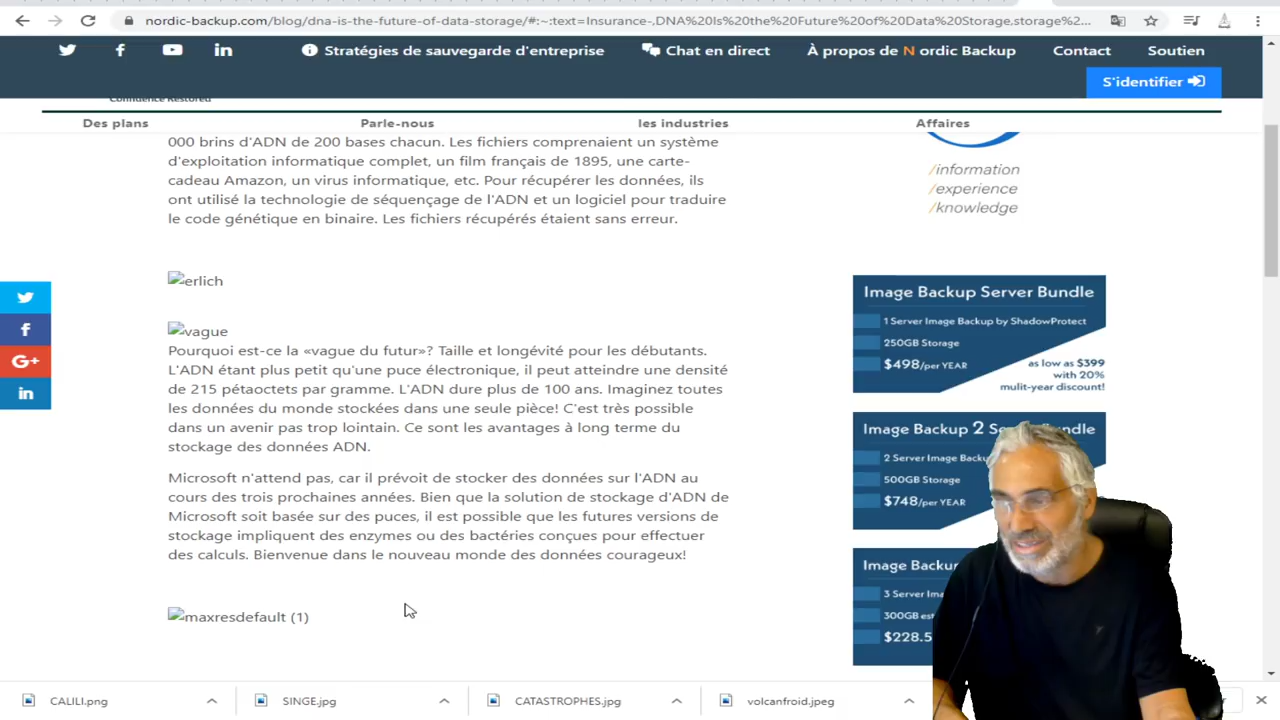 nordic-backup.com/blog/dna-is-the-future-of-data-storage/#:~:text=Insurance-,DNA%20Is%20the%20Future%20of%20Data%20Storage,storage%2...
Stratégies de sauvegarde d'entreprise Chat en direct À propos de N ordic Backup Contact Soutien
S'identifier
Confidence Restored
Des plans Parle-nous les industries Affaires
000 brins d'ADN de 200 bases chacun. Les fichiers comprenaient un système
d'exploitation informatique complet, un film français de 1895, une carte-
cadeau Amazon, un virus informatique, etc. Pour récupérer les données, ils
ont utilisé la technologie de séquençage de l'ADN et un logiciel pour traduire
le code génétique en binaire. Les fichiers récupérés étaient sans erreur.
/information
/experience
/knowledge
erlich
vague
Pourquoi est-ce la «vague du futur»? Taille et longévité pour les débutants.
L'ADN étant plus petit qu'une puce électronique, il peut atteindre une densité
de 215 pétaoctets par gramme. L'ADN dure plus de 100 ans. Imaginez toutes
les données du monde stockées dans une seule pièce! C'est très possible
dans un avenir pas trop lointain. Ce sont les avantages à long terme du
stockage des données ADN.
Microsoft n'attend pas, car il prévoit de stocker des données sur l'ADN au
cours des trois prochaines années. Bien que la solution de stockage d'ADN de
Microsoft soit basée sur des puces, il est possible que les futures versions de
stockage impliquent des enzymes ou des bactéries conçues pour effectuer
des calculs. Bienvenue dans le nouveau monde des données courageux!
maxresdefault (1)
Image Backup Server Bundle
1 Server Image Backup by ShadowProtect
250GB Storage
$498/per YEAR
as low as $399
with 20%
mulit-year discount!
Image Backup 2 Se ndle
2 Server Image Backu
500GB Storage
$748/per YEAR
Image Backup
3 Server Ima
300GB est
$228.5
G+
CALILI.png SINGE.jpg CATASTROPHES.jpg volcanfroid.jpeg